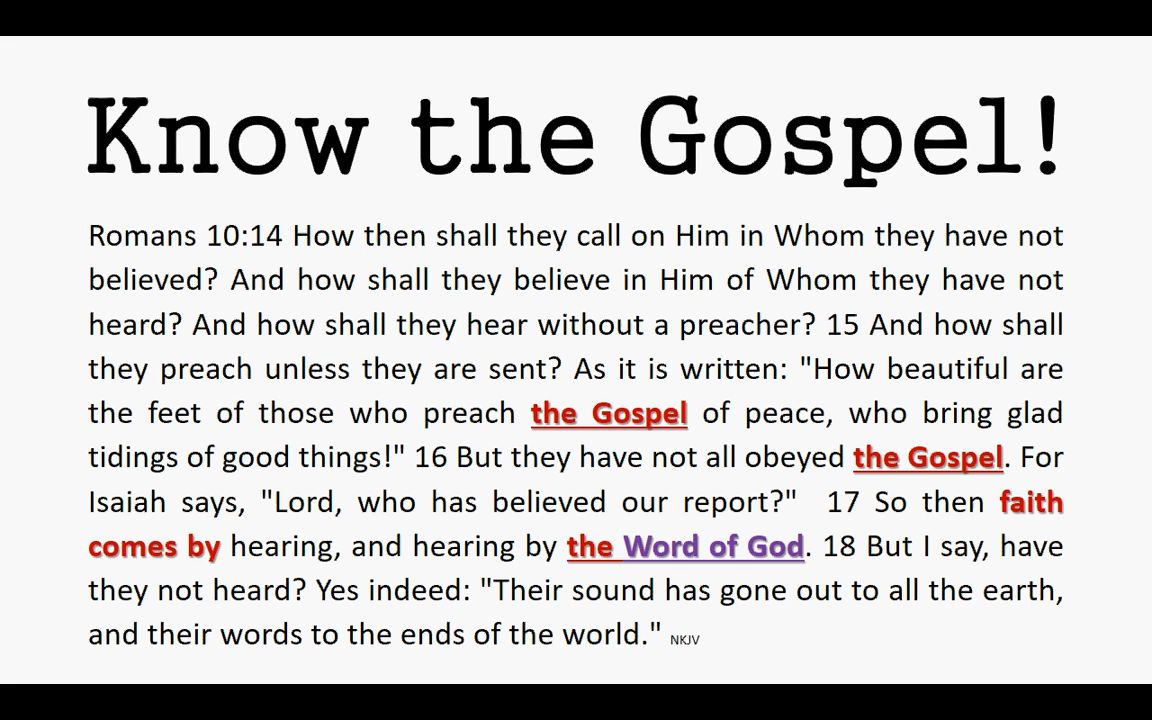 Know the Gospel!
Romans 10:14 How then shall they call on Him in Whom they have not
believed? And how shall they believe in Him of Whom they have not
heard? And how shall they hear without a preacher? 15 And how shall
they preach unless they are sent? As it is written: "How beautiful are
the feet of those who preach the Gospel of peace, who bring glad
tidings of good things!" 16 But they have not all obeyed the Gospel. For
Isaiah says, "Lord, who has believed our report?" 17 So then faith
comes by hearing, and hearing by the Word of God. 18 But I say, have
they not heard? Yes indeed: "Their sound has gone out to all the earth,
and their words to the ends of the world." NKJV